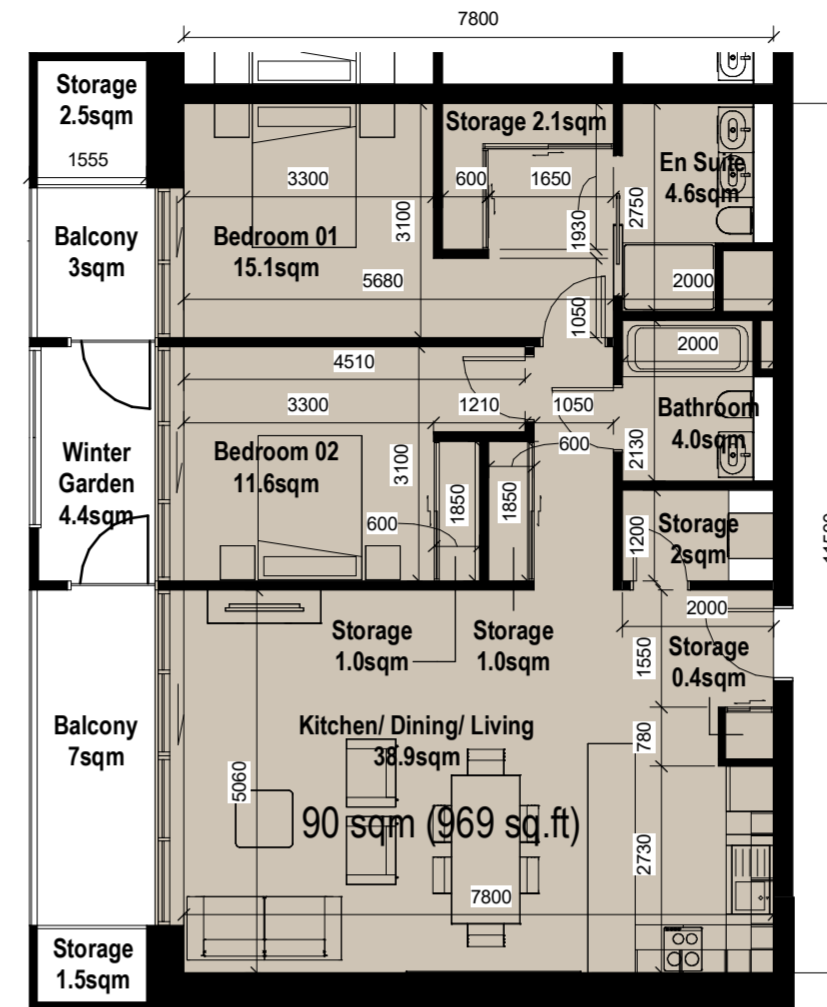 7800
Storage
2.5sqm
1555
Storage 2.1sqm
En Suite
4.6sqm
3300
600
1650
2750
3100
1930
Balcony
3sqm
Bedroom 01
15.1sqm
5680
2000
1050
2000
4510
3300
1210
1050
Bathroom
4.0sqm
600
2130
Winter
Garden
4.4sqm
Bedroom 02
11.6sqm
3100
1850
1850
600
1200
Storage
2sqm
2000
Storage
1.0sqm
Storage
1.0sqm
1550
Storage
0.4sqm
Balcony
7sqm
Kitchen/ Dining/ Living
38.9sqm
780
5060
90 sqm (969 sq.ft)
2730
7800
Storage
1.5sqm